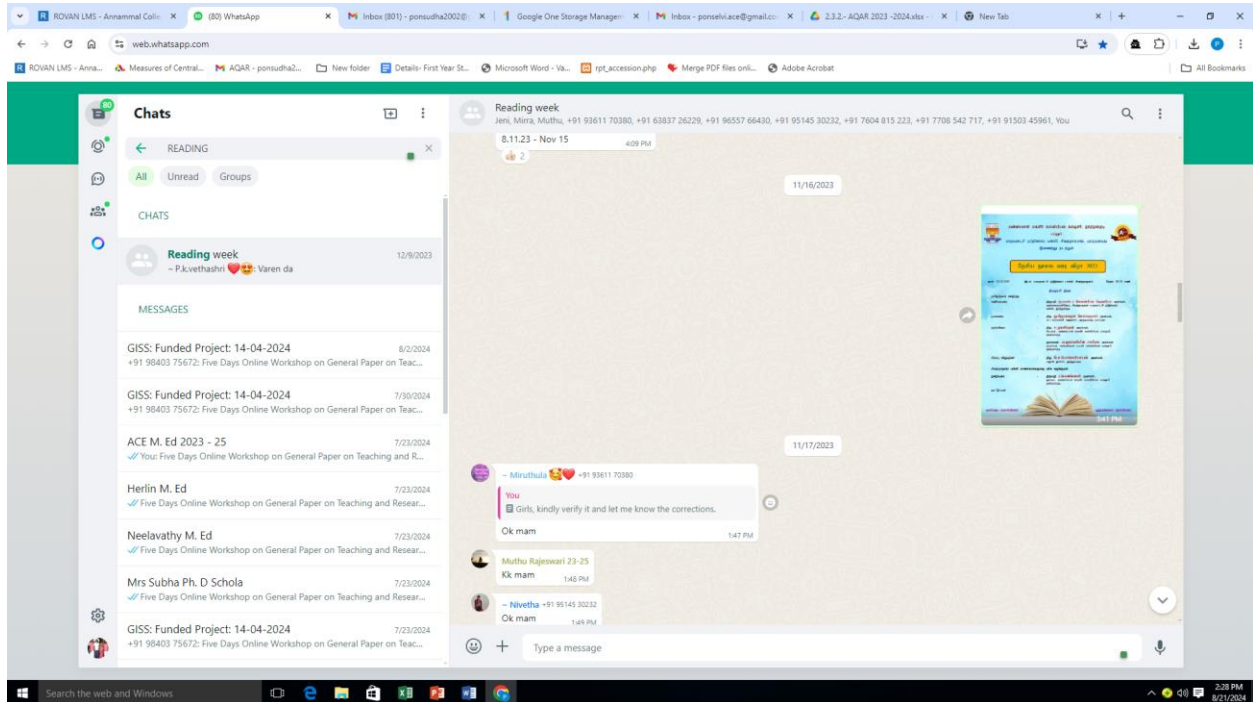 ROVAN LMS - Annammal Colle
(80) WhatsApp
Inbox (801) - ponsudha2002@
Google One Storage Managem
Inbox - ponselvi.ace@gmail.co
2.3.2.- AQAR 2023 -2024.xlsx -
New Tab
web.whatsapp.com
ROVAN LMS - Anna...
Measures of Central...
AQAR - ponsudha2...
New folder
Details- First Year St...
Microsoft Word - Va...
rpt_accession.php
Merge PDF files onli...
Adobe Acrobat
All Bookmarks
80
Chats
READING
All
Unread
Groups
CHATS
Reading week
12/9/2023
~ P.k.vethashri ❤️😍: Varen da
MESSAGES
GISS: Funded Project: 14-04-2024
8/2/2024
+91 98403 75672: Five Days Online Workshop on General Paper on Teac...
GISS: Funded Project: 14-04-2024
7/30/2024
+91 98403 75672: Five Days Online Workshop on General Paper on Teac...
ACE M. Ed 2023 - 25
7/23/2024
You: Five Days Online Workshop on General Paper on Teaching and R...
Herlin M. Ed
7/23/2024
Five Days Online Workshop on General Paper on Teaching and Resear...
Neelavathy M. Ed
7/23/2024
Five Days Online Workshop on General Paper on Teaching and Resear...
Mrs Subha Ph. D Schola
7/23/2024
Five Days Online Workshop on General Paper on Teaching and Resear...
GISS: Funded Project: 14-04-2024
7/23/2024
+91 98403 75672: Five Days Online Workshop on General Paper on Teac...
Reading week
Jeni, Mirra, Muthu, +91 93611 70380, +91 63837 26229, +91 96557 66430, +91 95145 30232, +91 7604 815 223, +91 7708 542 717, +91 91503 45961, You
8.11.23 - Nov 15
4:09 PM
👍 2
11/16/2023
5:41 PM
11/17/2023
~ Miruthula 🥰❤️ +91 93611 70380
You
Girls, kindly verify it and let me know the corrections.
Ok mam
1:47 PM
Muthu Rajeswari 23-25
Kk mam
1:48 PM
~ Nivetha +91 95145 30232
Ok mam
1:49 PM
Type a message
Search the web and Windows
2:28 PM
8/21/2024